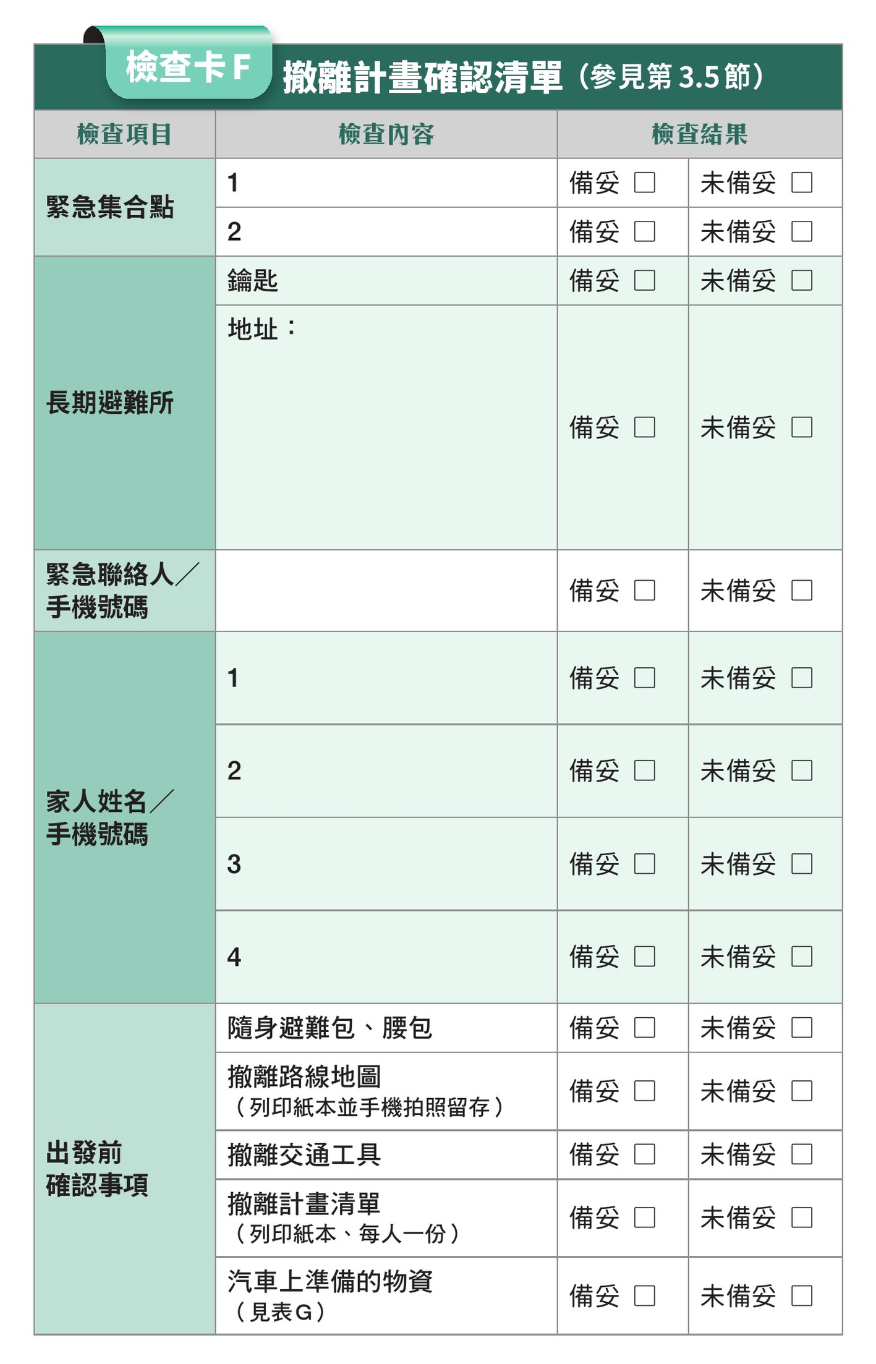 檢查卡F 撤離計畫確認清單（參見第3.5節）
檢查項目 檢查內容 檢查結果
緊急集合點
1 備妥 □ 未備妥 □
2 備妥 □ 未備妥 □
長期避難所
鑰匙 備妥 □ 未備妥 □
地址： 備妥 □ 未備妥 □
緊急聯絡人／
手機號碼
備妥 □ 未備妥 □
家人姓名／
手機號碼
1 備妥 □ 未備妥 □
2 備妥 □ 未備妥 □
3 備妥 □ 未備妥 □
4 備妥 □ 未備妥 □
出發前
確認事項
隨身避難包、腰包 備妥 □ 未備妥 □
撤離路線地圖
（列印紙本並手機拍照留存）
備妥 □ 未備妥 □
撤離交通工具 備妥 □ 未備妥 □
撤離計畫清單
（列印紙本、每人一份）
備妥 □ 未備妥 □
汽車上準備的物資
（見表G）
備妥 □ 未備妥 □